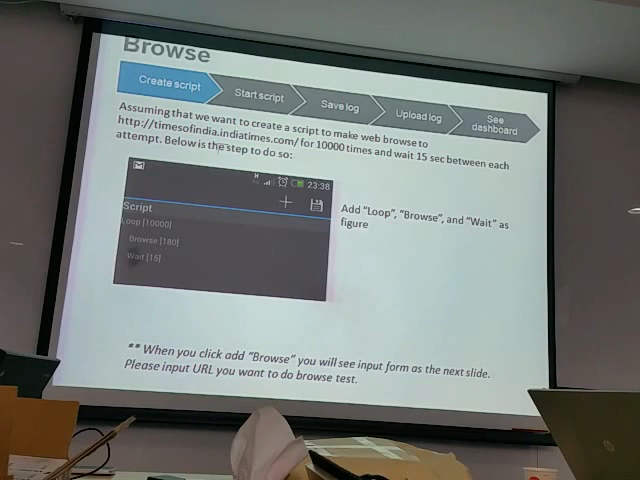 Browse
Create script
Start script
Save log
Upload log
See
dashboard
Assuming that we want to create a script to make web browse to
http://timesofindia.indiatimes.com/ for 10000 times and wait 15 sec between each
attempt. Below is the step to do so:
23:38
Script
Loop [10000]
Browse [180]
Wait [15]
Add "Loop", "Browse", and "Wait" as
figure
** When you click add "Browse" you will see input form as the next slide.
Please input URL you want to do browse test.
hp